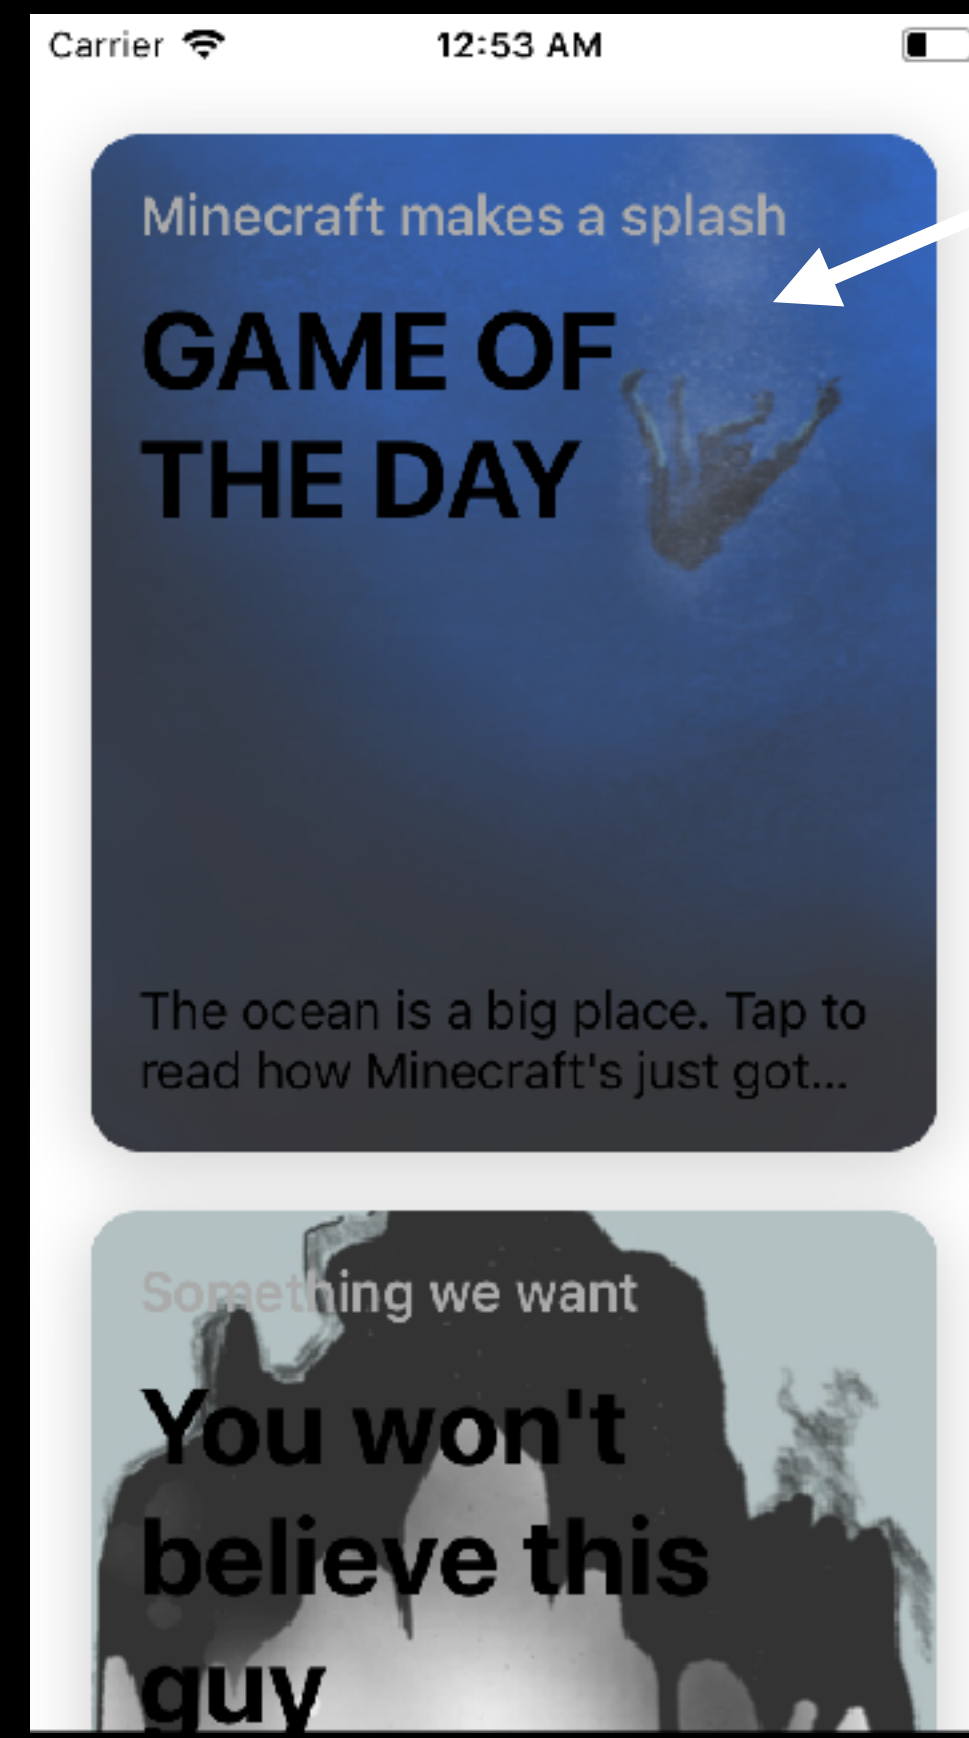 Carrier 12:53 AM
Minecraft makes a splash
GAME OF
THE DAY
The ocean is a big place. Tap to
read how Minecraft's just got...
Something we want
You won't
believe this
guy